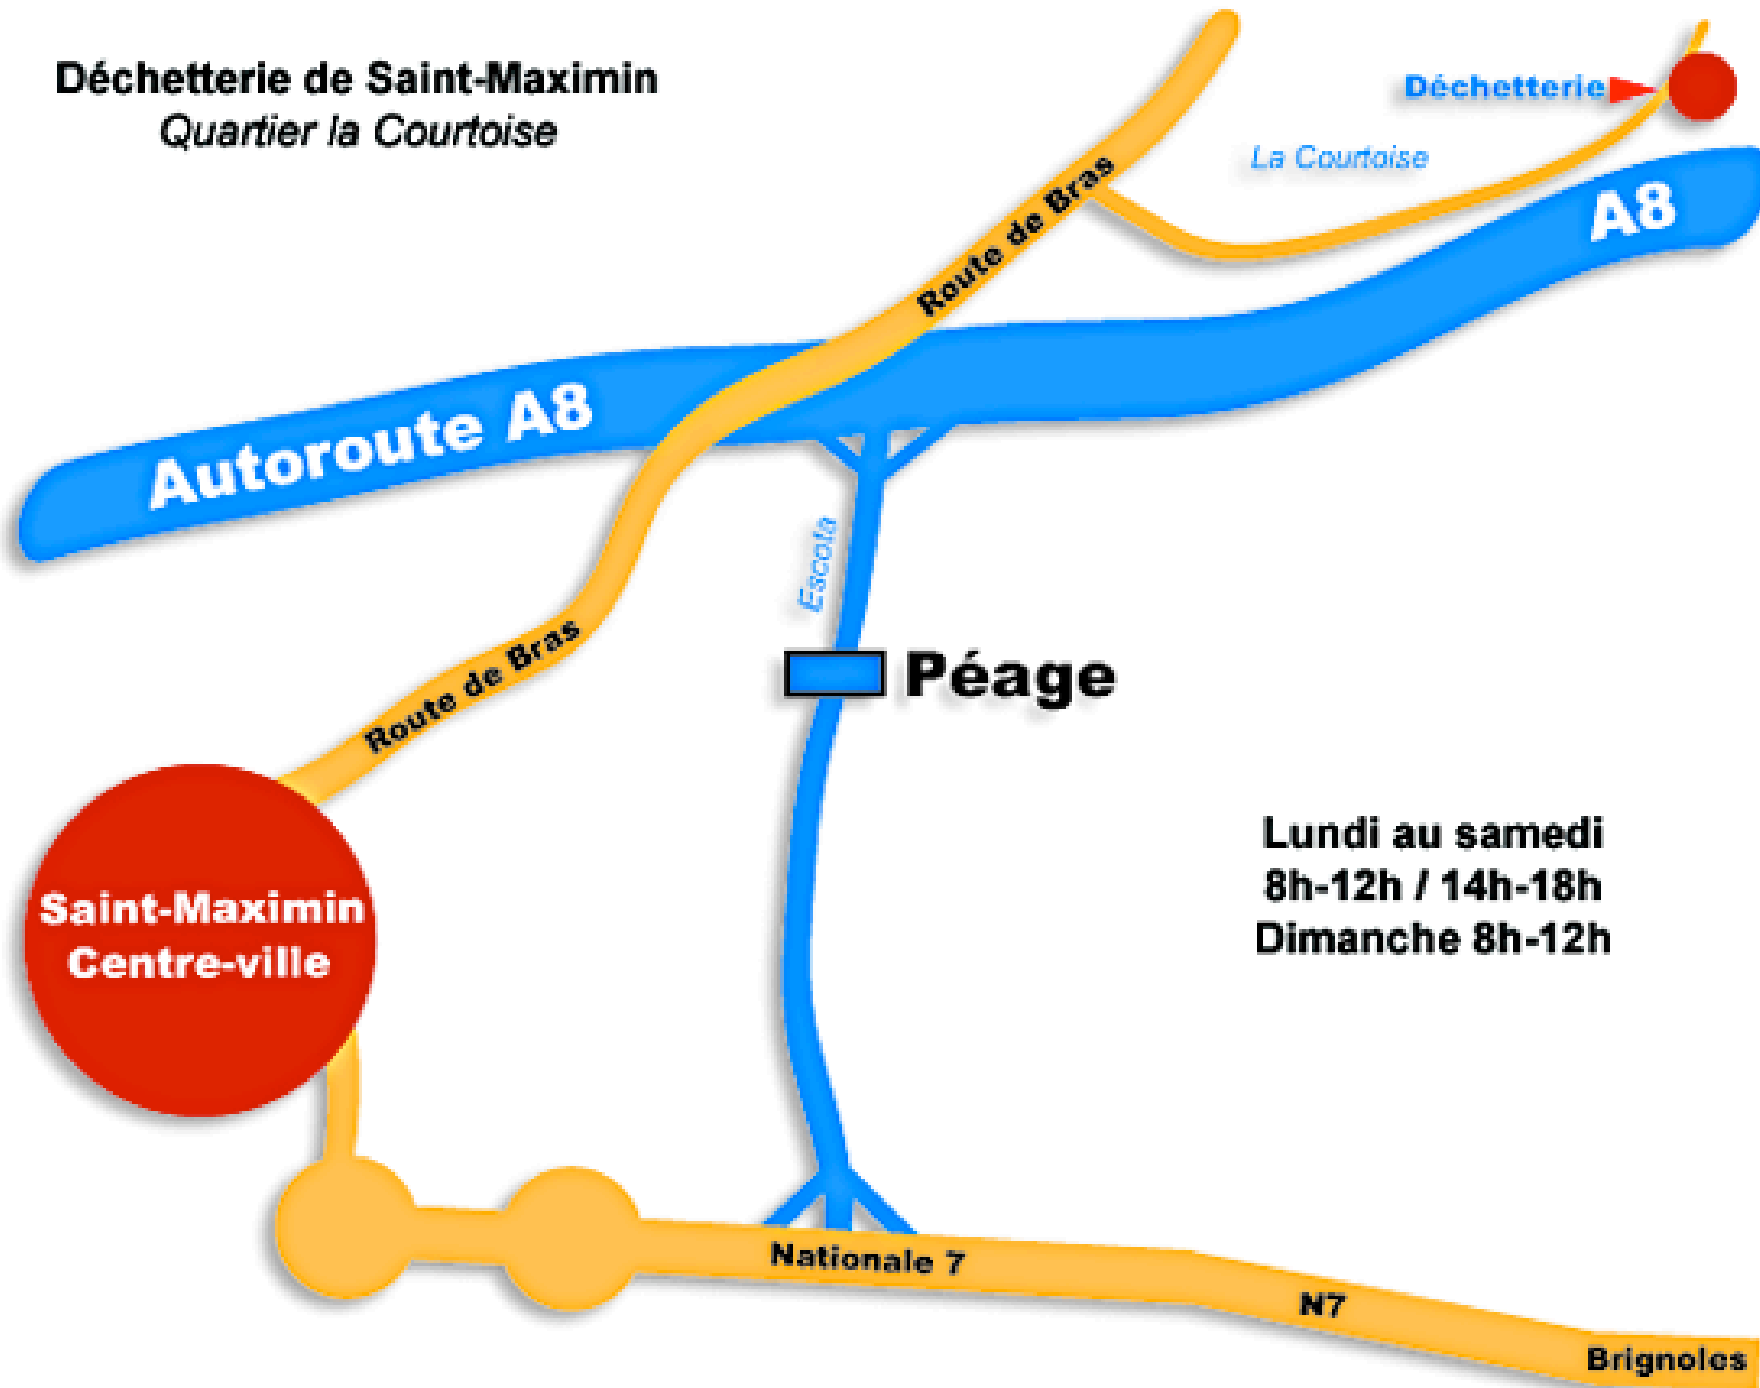 Déchetterie de Saint-Maximin
Quartier la Courtoise
Déchetterie
La Courtoise
Route de Bras
A8
Autoroute A8
Escota
Route de Bras
Péage
Lundi au samedi
8h-12h / 14h-18h
Dimanche 8h-12h
Saint-Maximin
Centre-ville
Nationale 7
N7
Brignoles